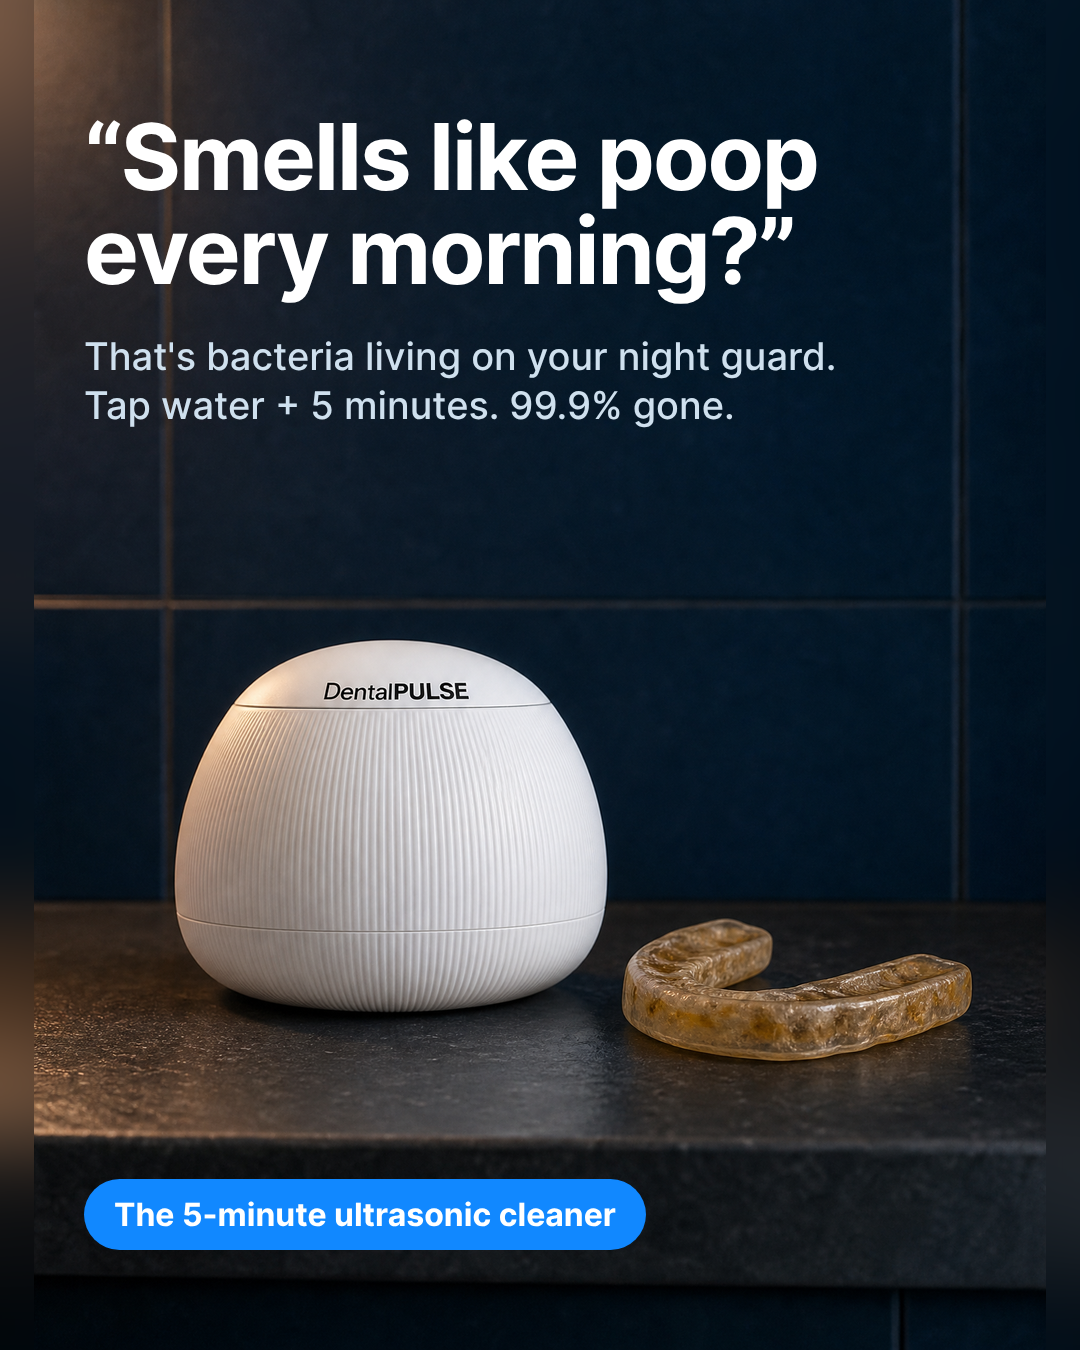 “Smells like poop
every morning?”
That's bacteria living on your night guard.
Tap water + 5 minutes. 99.9% gone.
DentalPULSE
The 5-minute ultrasonic cleaner